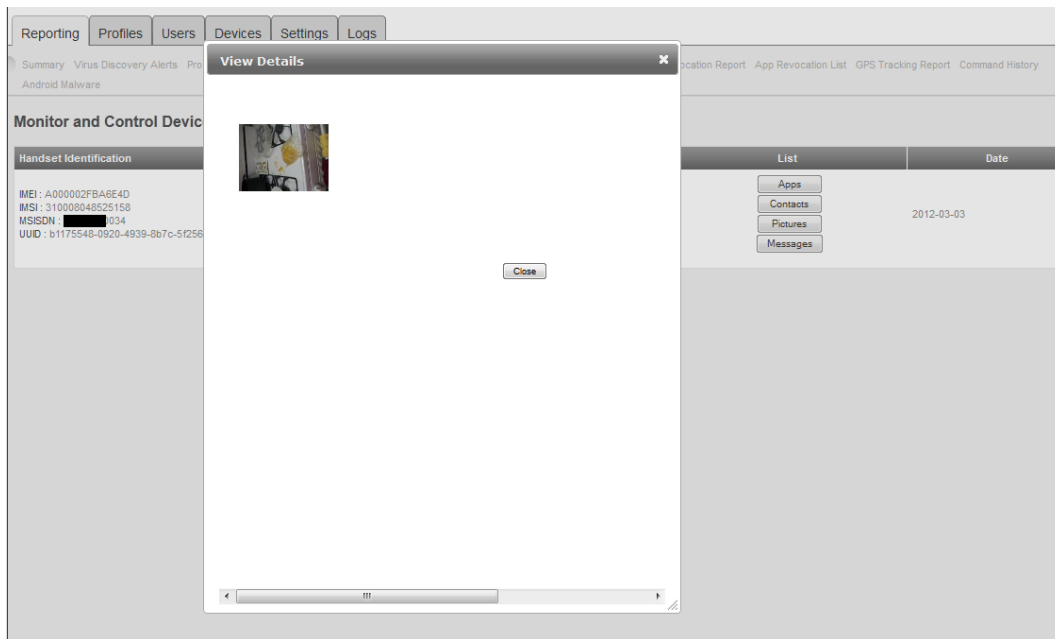 Reporting Profiles Users Devices Settings Logs
Summary Virus Discovery Alerts Pro
View Details
ocation Report App Revocation List GPS Tracking Report Command History
Android Malware
Monitor and Control Devic
Handset Identification
List
Date
IMEI : A000002FBA6E4D
IMSI : 310008048525158
MSISDN : 0034
UUID : b1175548-0920-4939-8b7c-5f256
Apps
Contacts
Pictures
Messages
2012-03-03
Close